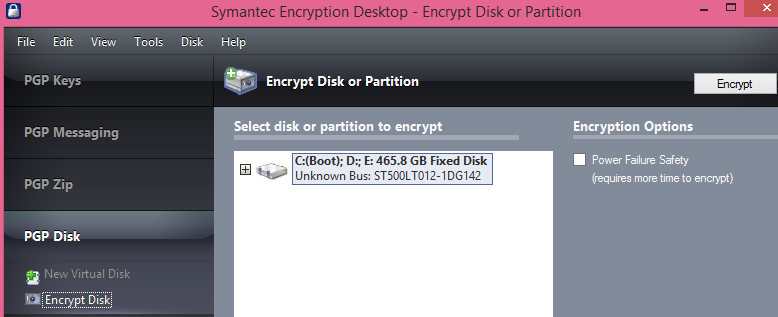 Symantec Encryption Desktop - Encrypt Disk or Partition
File Edit View Tools Disk Help
PGP Keys
Encrypt Disk or Partition
Encrypt
PGP Messaging
Select disk or partition to encrypt
Encryption Options
C:(Boot); D:; E: 465.8 GB Fixed Disk
Unknown Bus: ST500LT012-1DG142
Power Failure Safety
(requires more time to encrypt)
PGP Zip
PGP Disk
New Virtual Disk
Encrypt Disk